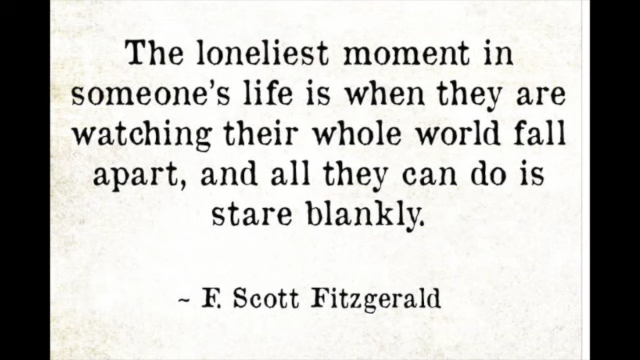 The loneliest moment in
someone's life is when they are
watching their whole world fall
apart, and all they can do is
stare blankly.
~ F. Scott Fitzgerald